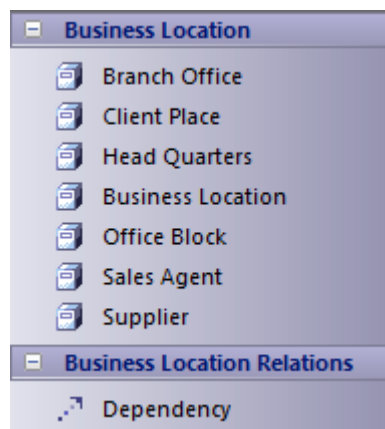 Business Location
Branch Office
Client Place
Head Quarters
Business Location
Office Block
Sales Agent
Supplier
Business Location Relations
Dependency